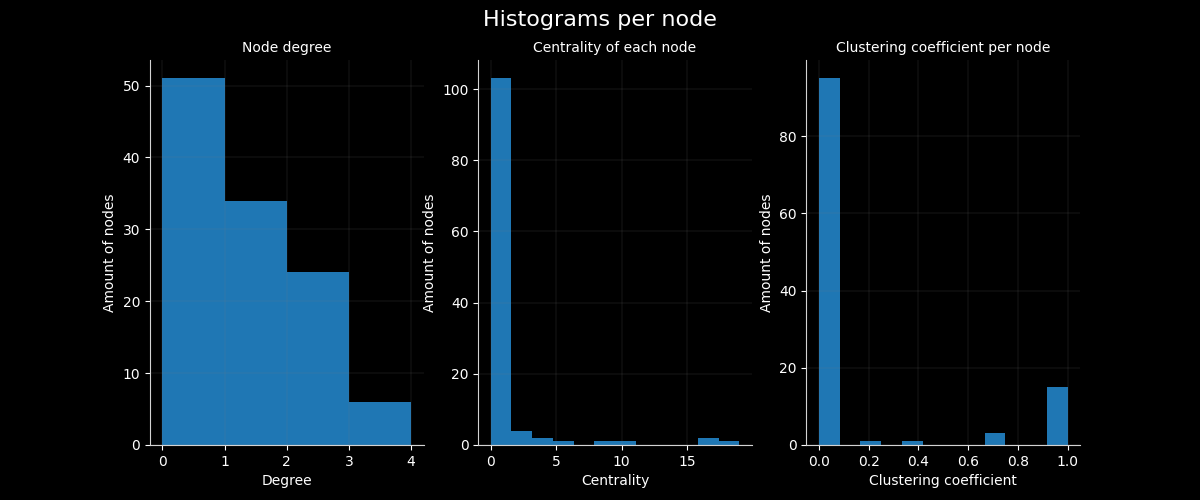 Histograms per node
Node degree
Amount of nodes
50
40
30
20
10
0
0 1 2 3 4
Degree
Centrality of each node
Amount of nodes
100
80
60
40
20
0
0 5 10 15
Centrality
Clustering coefficient per node
Amount of nodes
80
60
40
20
0
0.0 0.2 0.4 0.6 0.8 1.0
Clustering coefficient